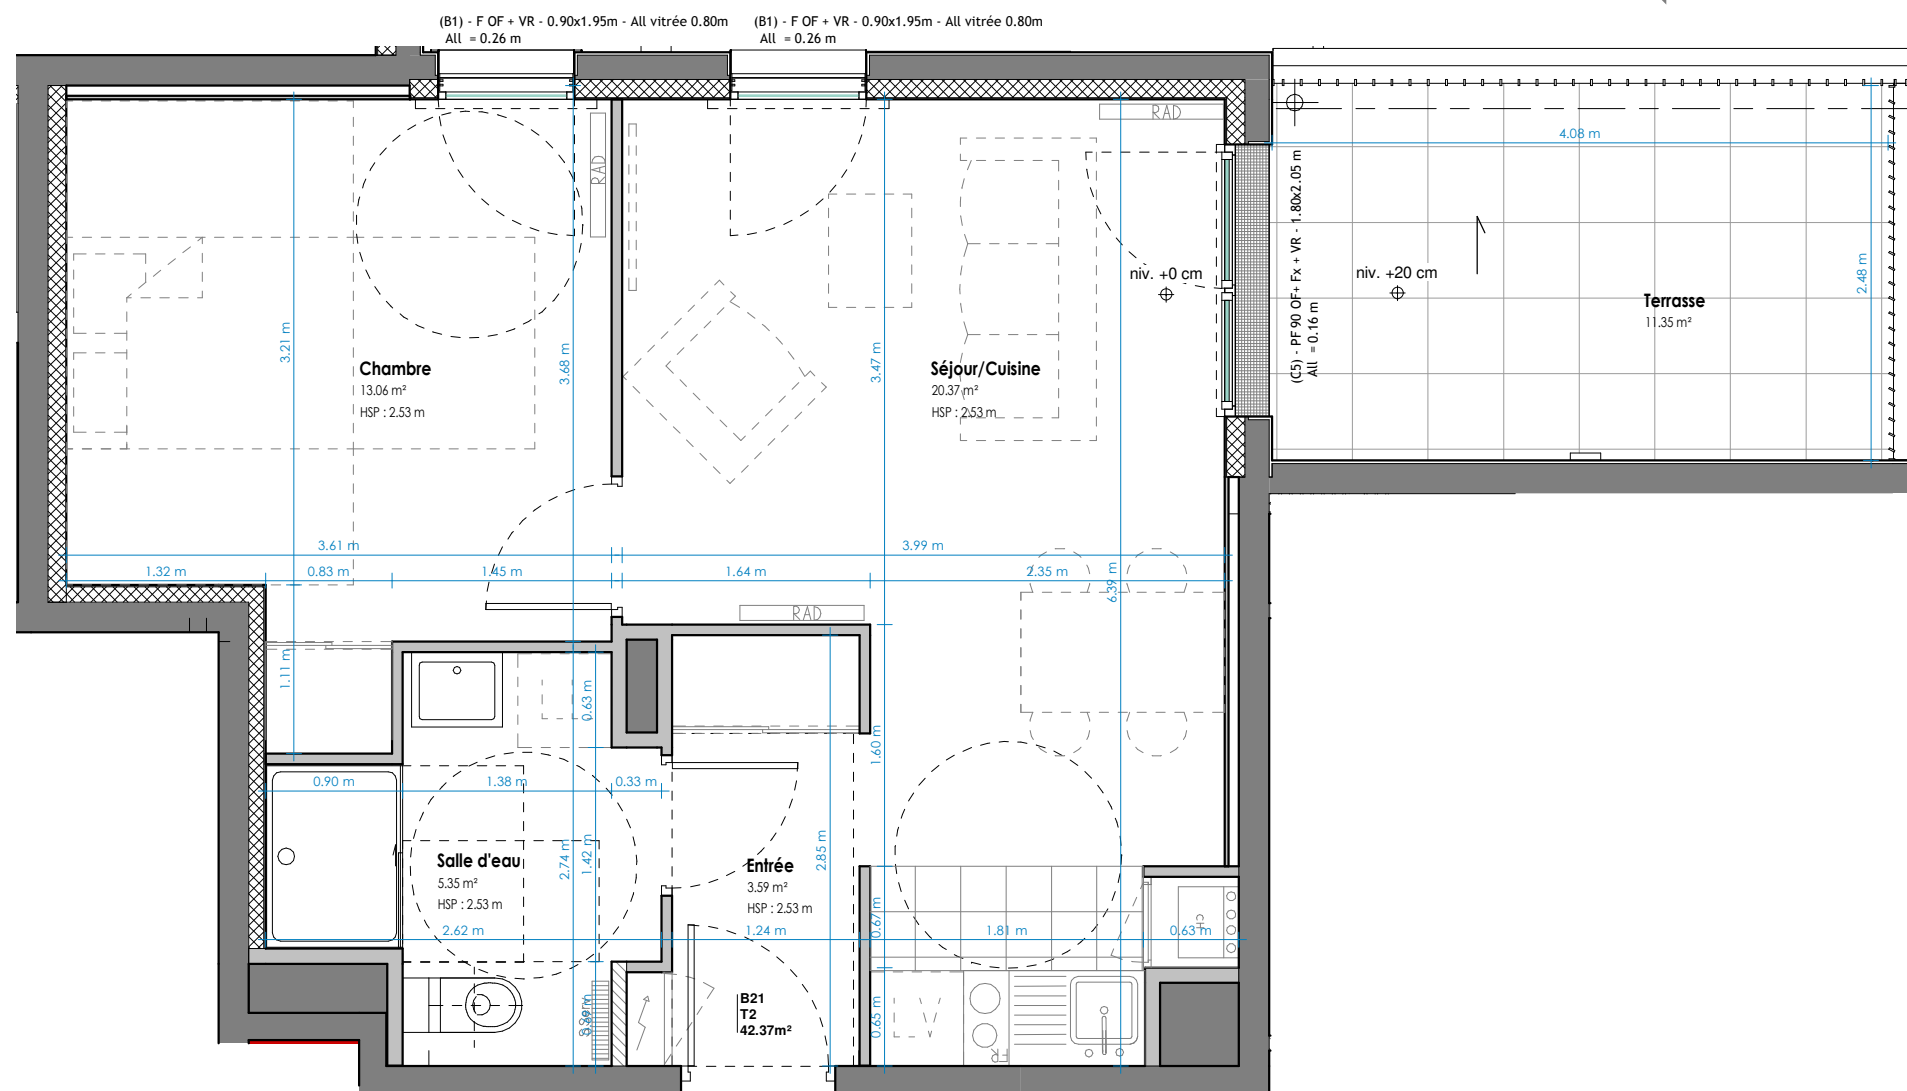 (B1) - F OF + VR - 0.90x1.95m - All vitrée 0.80m
All = 0.26 m
(B1) - F OF + VR - 0.90x1.95m - All vitrée 0.80m
All = 0.26 m
RAD
RAD
4.08 m
(C5) - PF 90 OF+ Fx + VR - 1.80x2.05 m
All = 0.16 m
niv. +0 cm
niv. +20 cm
2.48 m
Terrasse
11.35 m²
3.21 m
3.68 m
3.47 m
Chambre
13.06 m²
HSP : 2.53 m
Séjour/Cuisine
20.37 m²
HSP : 2.53 m
3.61 m
3.99 m
1.32 m
0.83 m
1.45 m
1.64 m
2.35 m
6.39 m
RAD
1.11 m
0.63 m
1.60 m
0.90 m
1.38 m
0.33 m
2.74 m
1.42 m
2.85 m
Salle d'eau
5.35 m²
HSP : 2.53 m
Entrée
3.59 m²
HSP : 2.53 m
2.62 m
1.24 m
0.67 m
1.81 m
0.63 m
CH
B21
T2
42.37m²
0.65 m
LV
FR